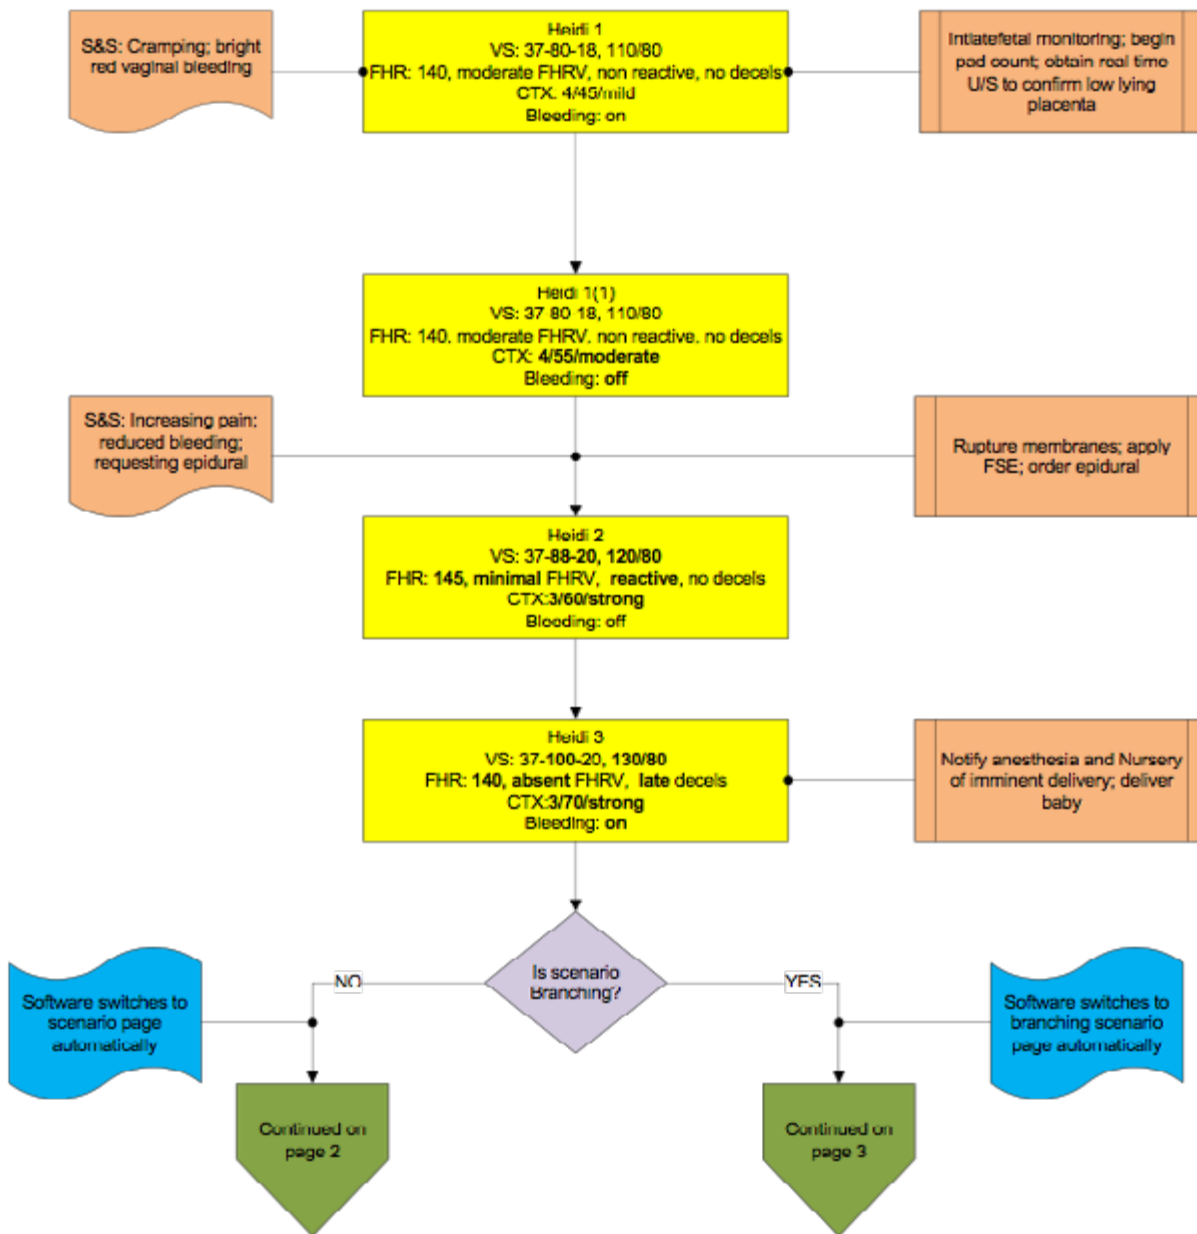 S&S: Cramping; bright
red vaginal bleeding
Heidi 1
VS: 37-80-18, 110/80
FHR: 140, moderate FHRV, non reactive, no decels
CTX. 4/45/mild
Bleeding: on
Intiatefetal monitoring; begin
pad count; obtain real time
U/S to confirm low lying
placenta
Heidi 1(1)
VS: 37-80-18, 110/80
FHR: 140, moderate FHRV, non reactive, no decels
CTX: 4/55/moderate
Bleeding: off
S&S: Increasing pain;
reduced bleeding;
requesting epidural
Rupture membranes; apply
FSE; order epidural
Heidi 2
VS: 37-88-20, 120/80
FHR: 145, minimal FHRV, reactive, no decels
CTX:3/60/strong
Bleeding: off
Heidi 3
VS: 37-100-20, 130/80
FHR: 140, absent FHRV, late decels
CTX:3/70/strong
Bleeding: on
Notify anesthesia and Nursery
of imminent delivery; deliver
baby
Is scenario
Branching?
NO
YES
Software switches to
scenario page
automatically
Software switches to
branching scenario
page automatically
Continued on
page 2
Continued on
page 3